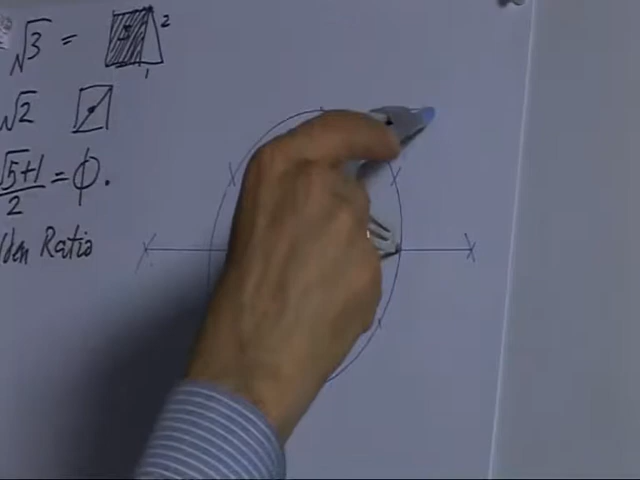 √3 = 2
1
√2
√5+1 / 2 = ϕ.
Ratio